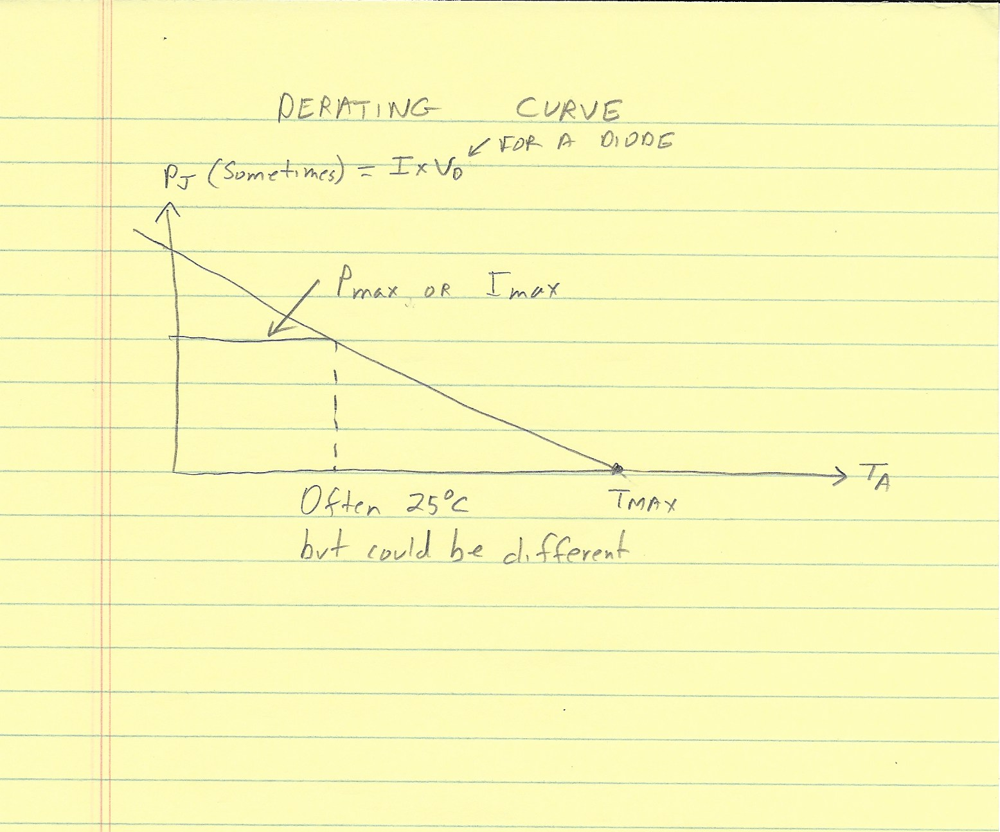 DERATING CURVE
FOR A DIODE
PJ (Sometimes) = I x VD
Pmax OR Imax
TA
TMAX
Often 25°C
but could be different